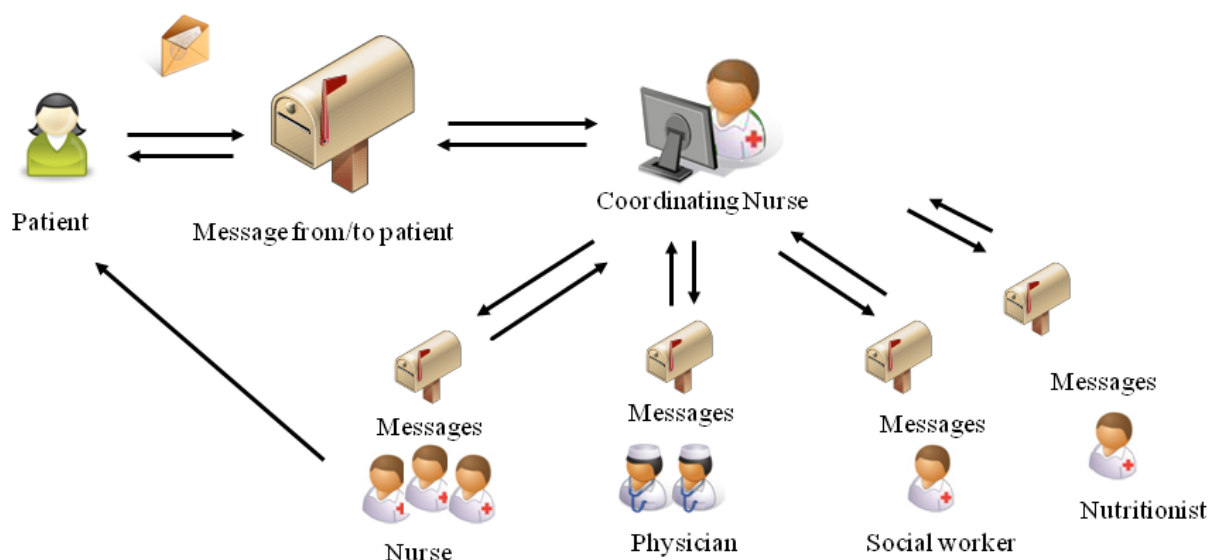 Patient
Message from/to patient
Coordinating Nurse
Messages
Messages
Messages
Messages
Nurse
Physician
Social worker
Nutritionist